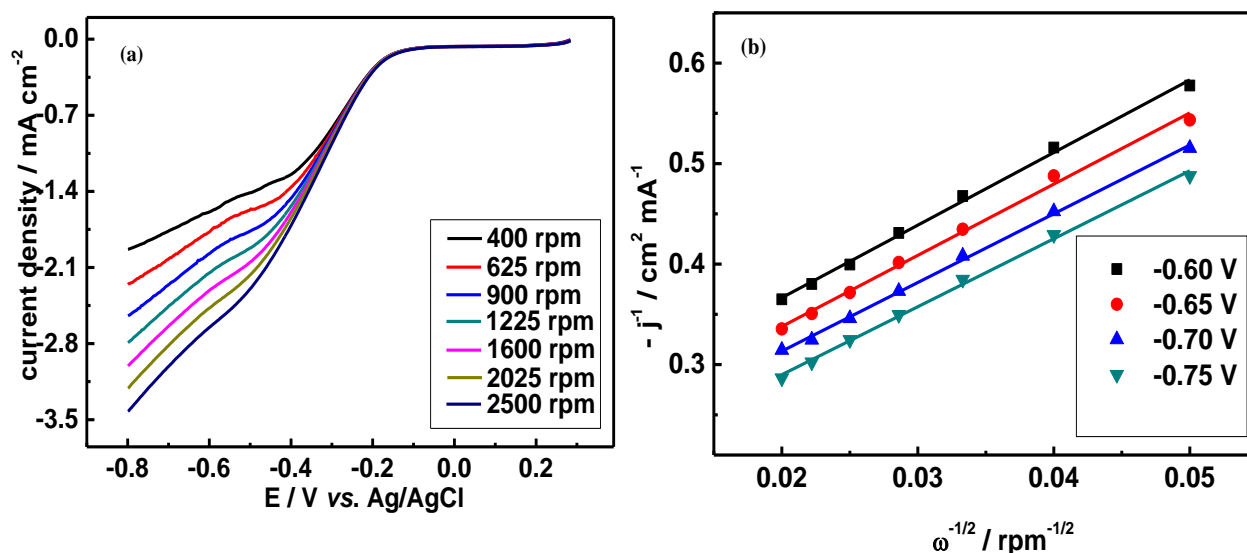 (a)
0.0
-0.7
-1.4
-2.1
-2.8
-3.5
current density / mA cm⁻²
400 rpm
625 rpm
900 rpm
1225 rpm
1600 rpm
2025 rpm
2500 rpm
-0.8 -0.6 -0.4 -0.2 0.0 0.2
E / V vs. Ag/AgCl
(b)
0.6
0.5
0.4
0.3
- j⁻¹ / cm² mA⁻¹
-0.60 V
-0.65 V
-0.70 V
-0.75 V
0.02 0.03 0.04 0.05
ω⁻¹/² / rpm⁻¹/²